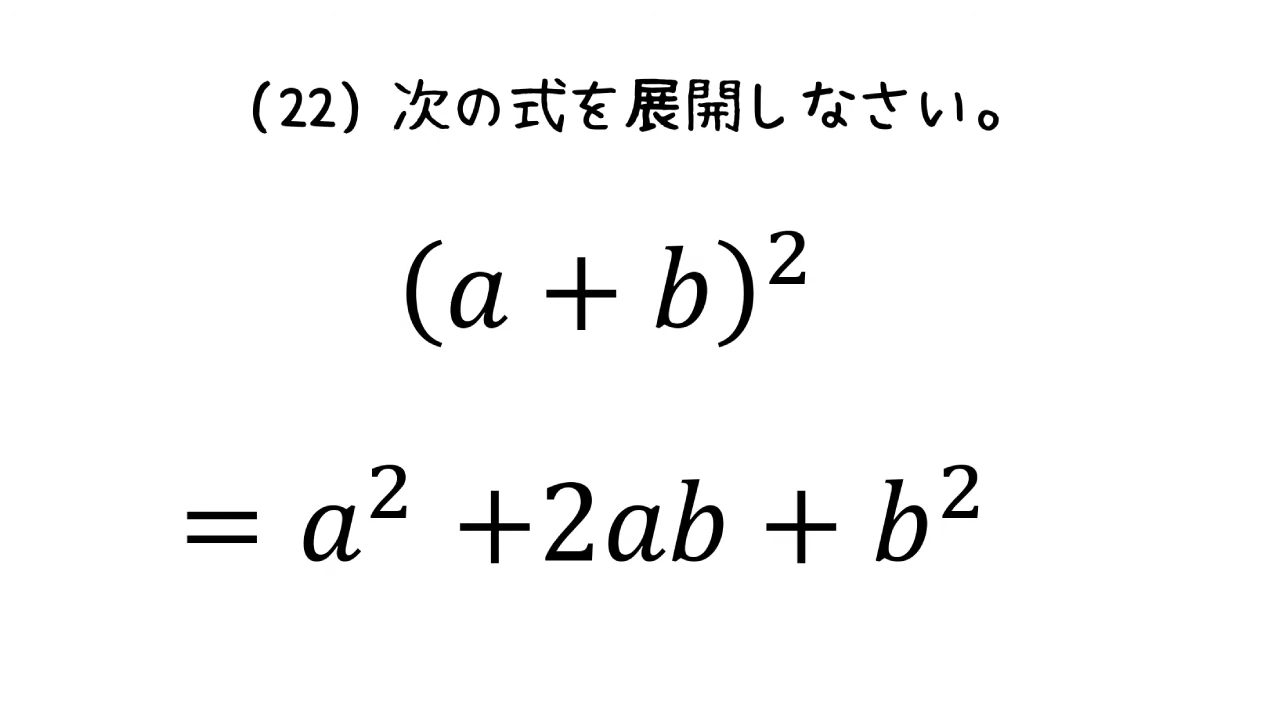 (22) 次の式を展開しなさい。
(a + b)²
= a² +2ab + b²